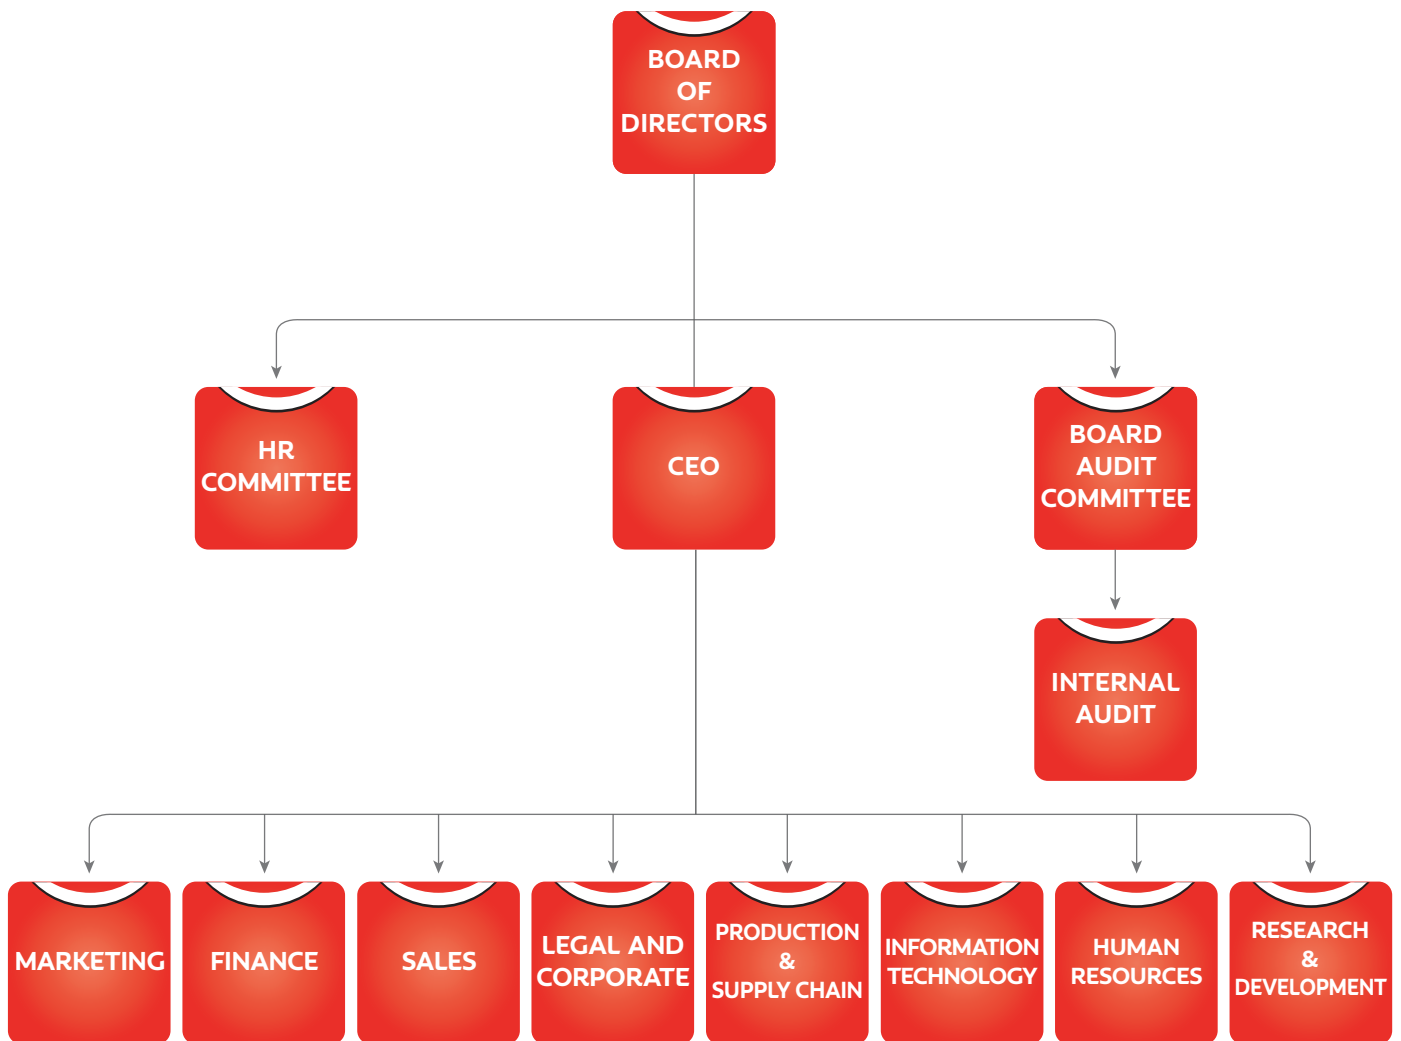 BOARD
OF
DIRECTORS
HR
COMMITTEE
CEO
BOARD
AUDIT
COMMITTEE
INTERNAL
AUDIT
MARKETING
FINANCE
SALES
LEGAL AND
CORPORATE
PRODUCTION
&
SUPPLY CHAIN
INFORMATION
TECHNOLOGY
HUMAN
RESOURCES
RESEARCH
&
DEVELOPMENT